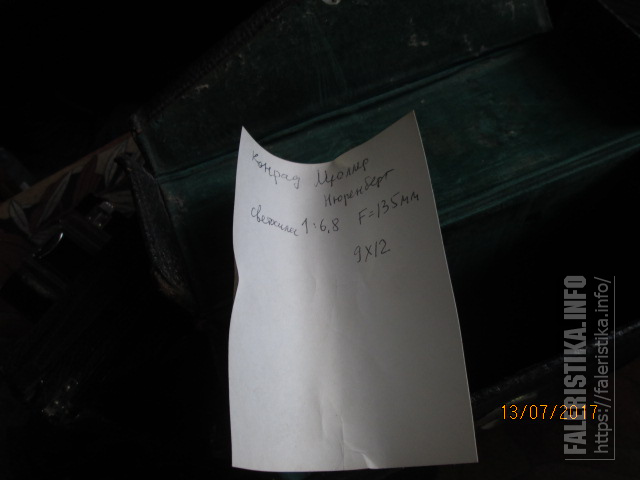 Конрад Мюллер
Нюренберг
Светосила 1:6,8 F=135мм
9х12
13/07/2017
FALERISTIKA.INFO
https://faleristika.info/